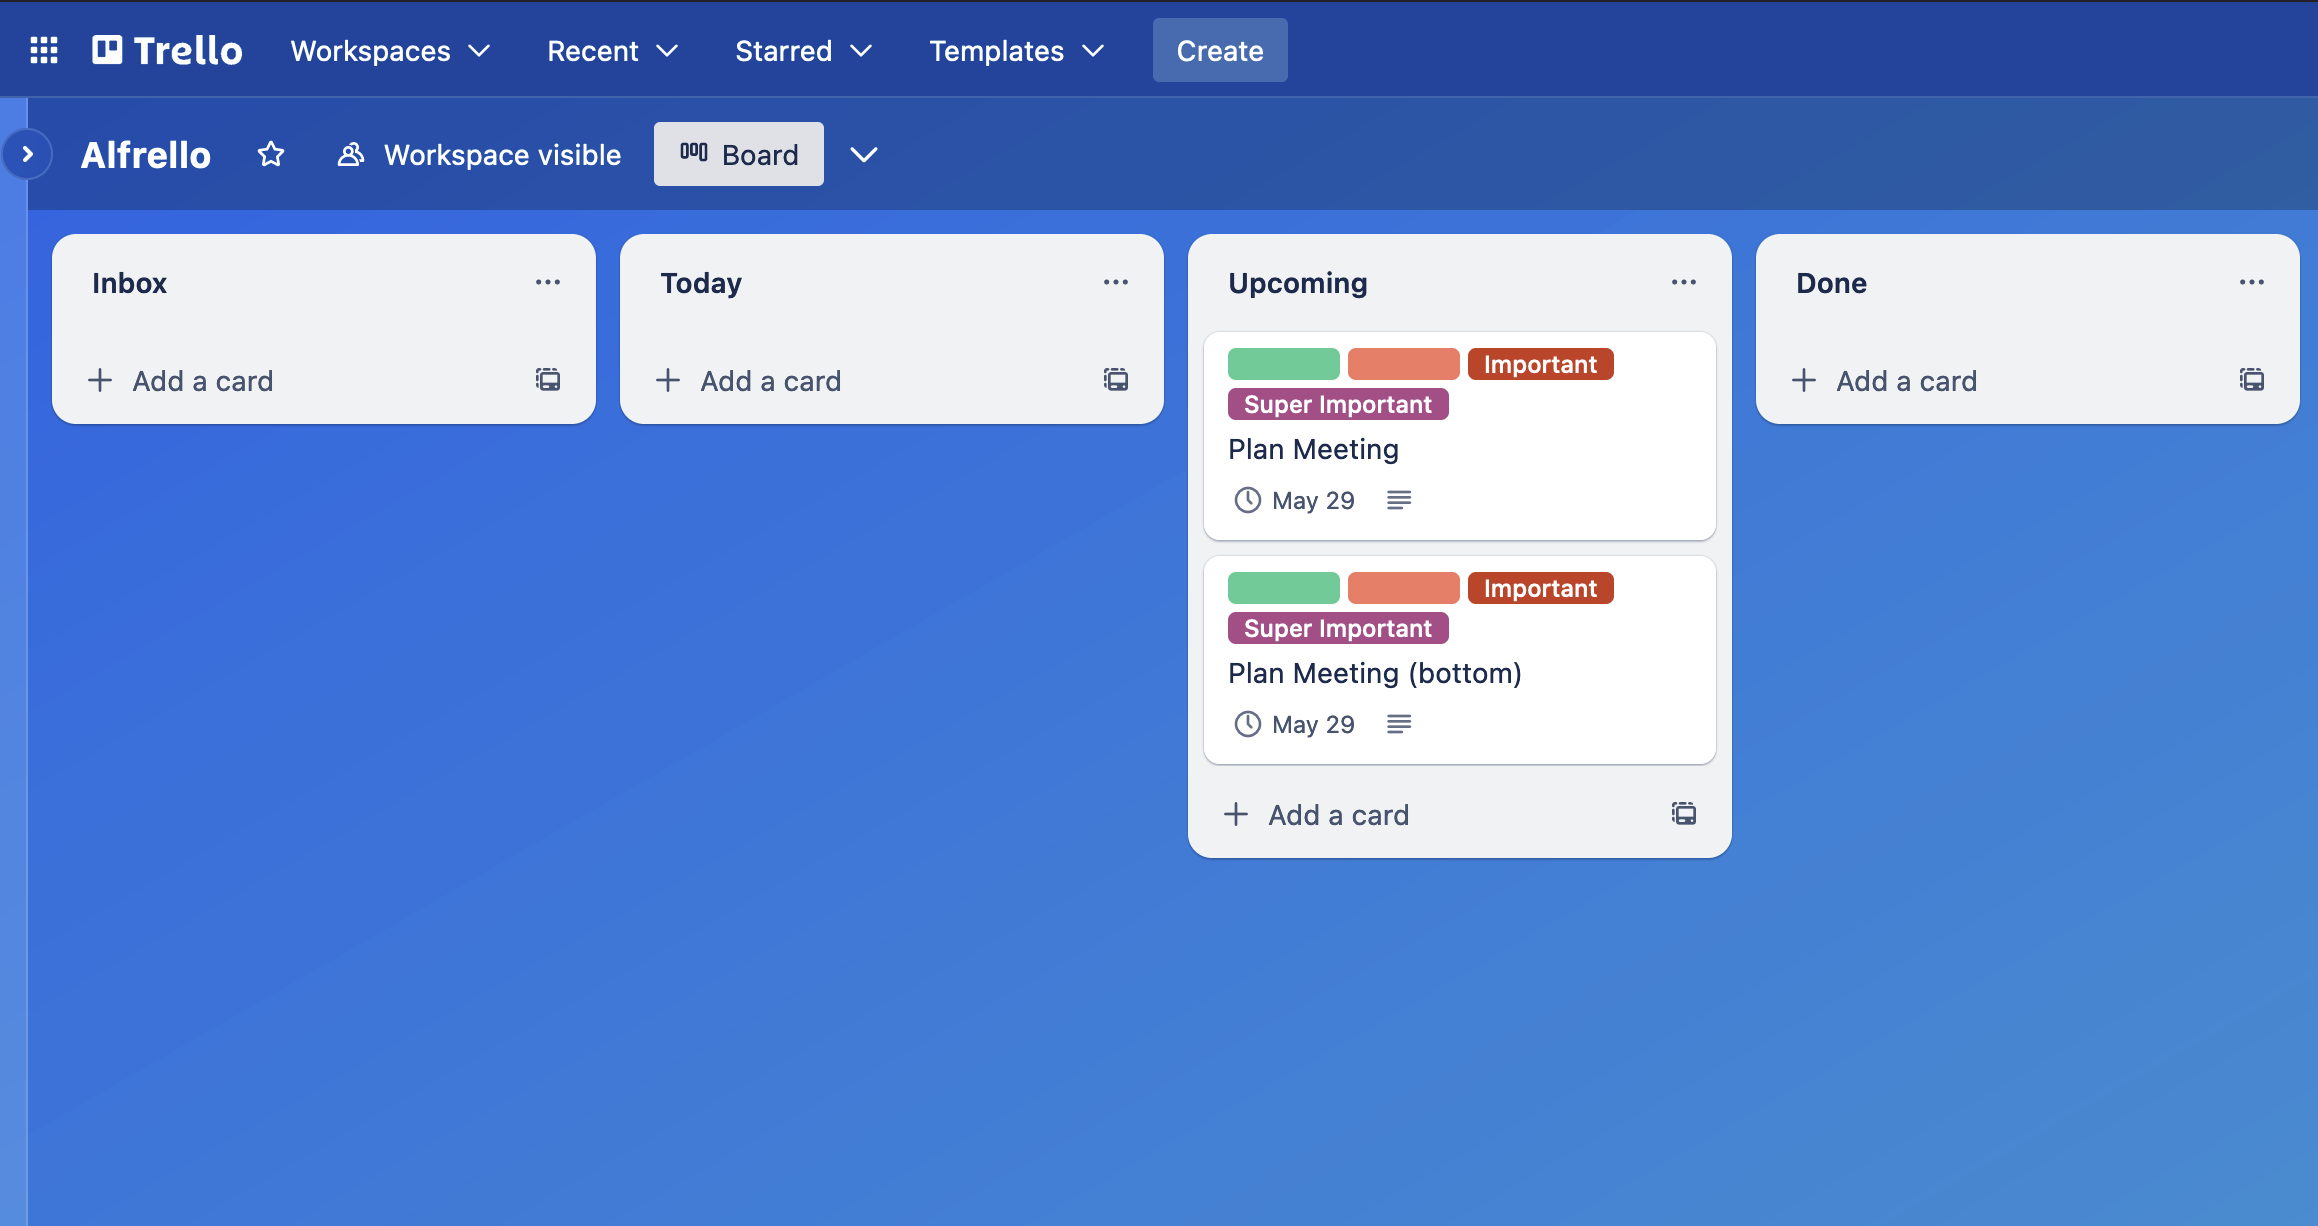 Trello Workspaces Recent Starred Templates Create
Alfrello Workspace visible Board
Inbox
Add a card
Today
Add a card
Upcoming
Important
Super Important
Plan Meeting
May 29
Important
Super Important
Plan Meeting (bottom)
May 29
Add a card
Done
Add a card